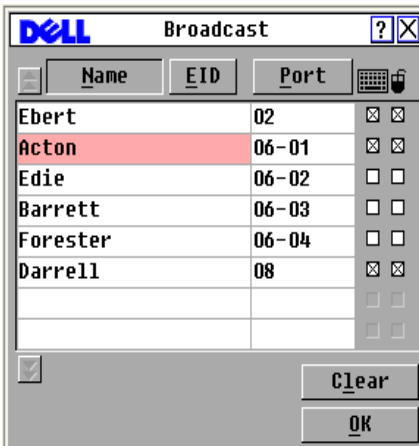 DELL Broadcast ? X
Name EID Port
Ebert 02
Acton 06-01
Edie 06-02
Barrett 06-03
Forester 06-04
Darrell 08
Clear
OK